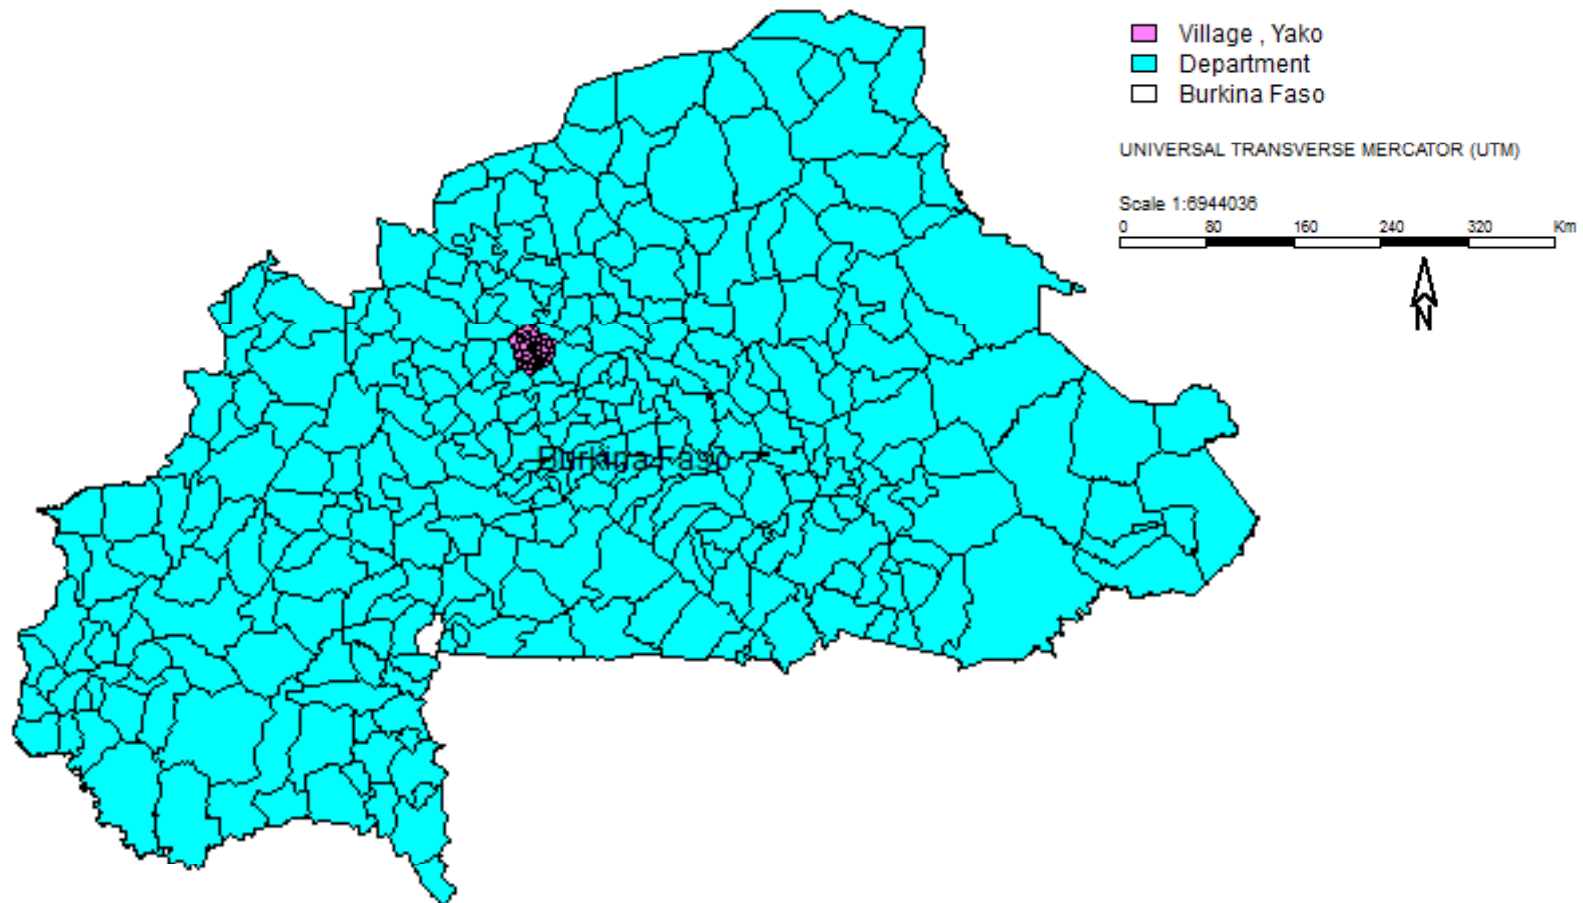 Village , Yako
Department
Burkina Faso
UNIVERSAL TRANSVERSE MERCATOR (UTM)
Scale 1:6944036
0 80 160 240 320 Km
N
Burkina Faso